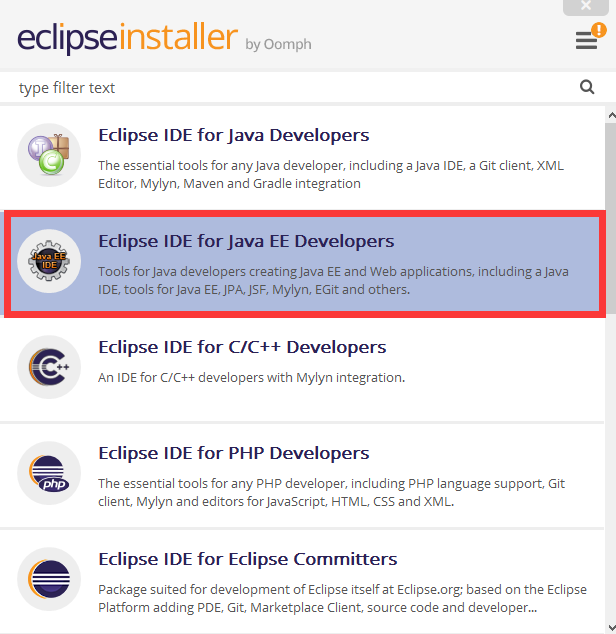 eclipseinstaller by Oomph
type filter text
Eclipse IDE for Java Developers
The essential tools for any Java developer, including a Java IDE, a Git client, XML
Editor, Mylyn, Maven and Gradle integration
Java EE
IDE
Eclipse IDE for Java EE Developers
Tools for Java developers creating Java EE and Web applications, including a Java
IDE, tools for Java EE, JPA, JSF, Mylyn, EGit and others.
C++
Eclipse IDE for C/C++ Developers
An IDE for C/C++ developers with Mylyn integration.
php
Eclipse IDE for PHP Developers
The essential tools for any PHP developer, including PHP language support, Git
client, Mylyn and editors for JavaScript, HTML, CSS and XML.
Eclipse IDE for Eclipse Committers
Package suited for development of Eclipse itself at Eclipse.org; based on the Eclipse
Platform adding PDE, Git, Marketplace Client, source code and developer...